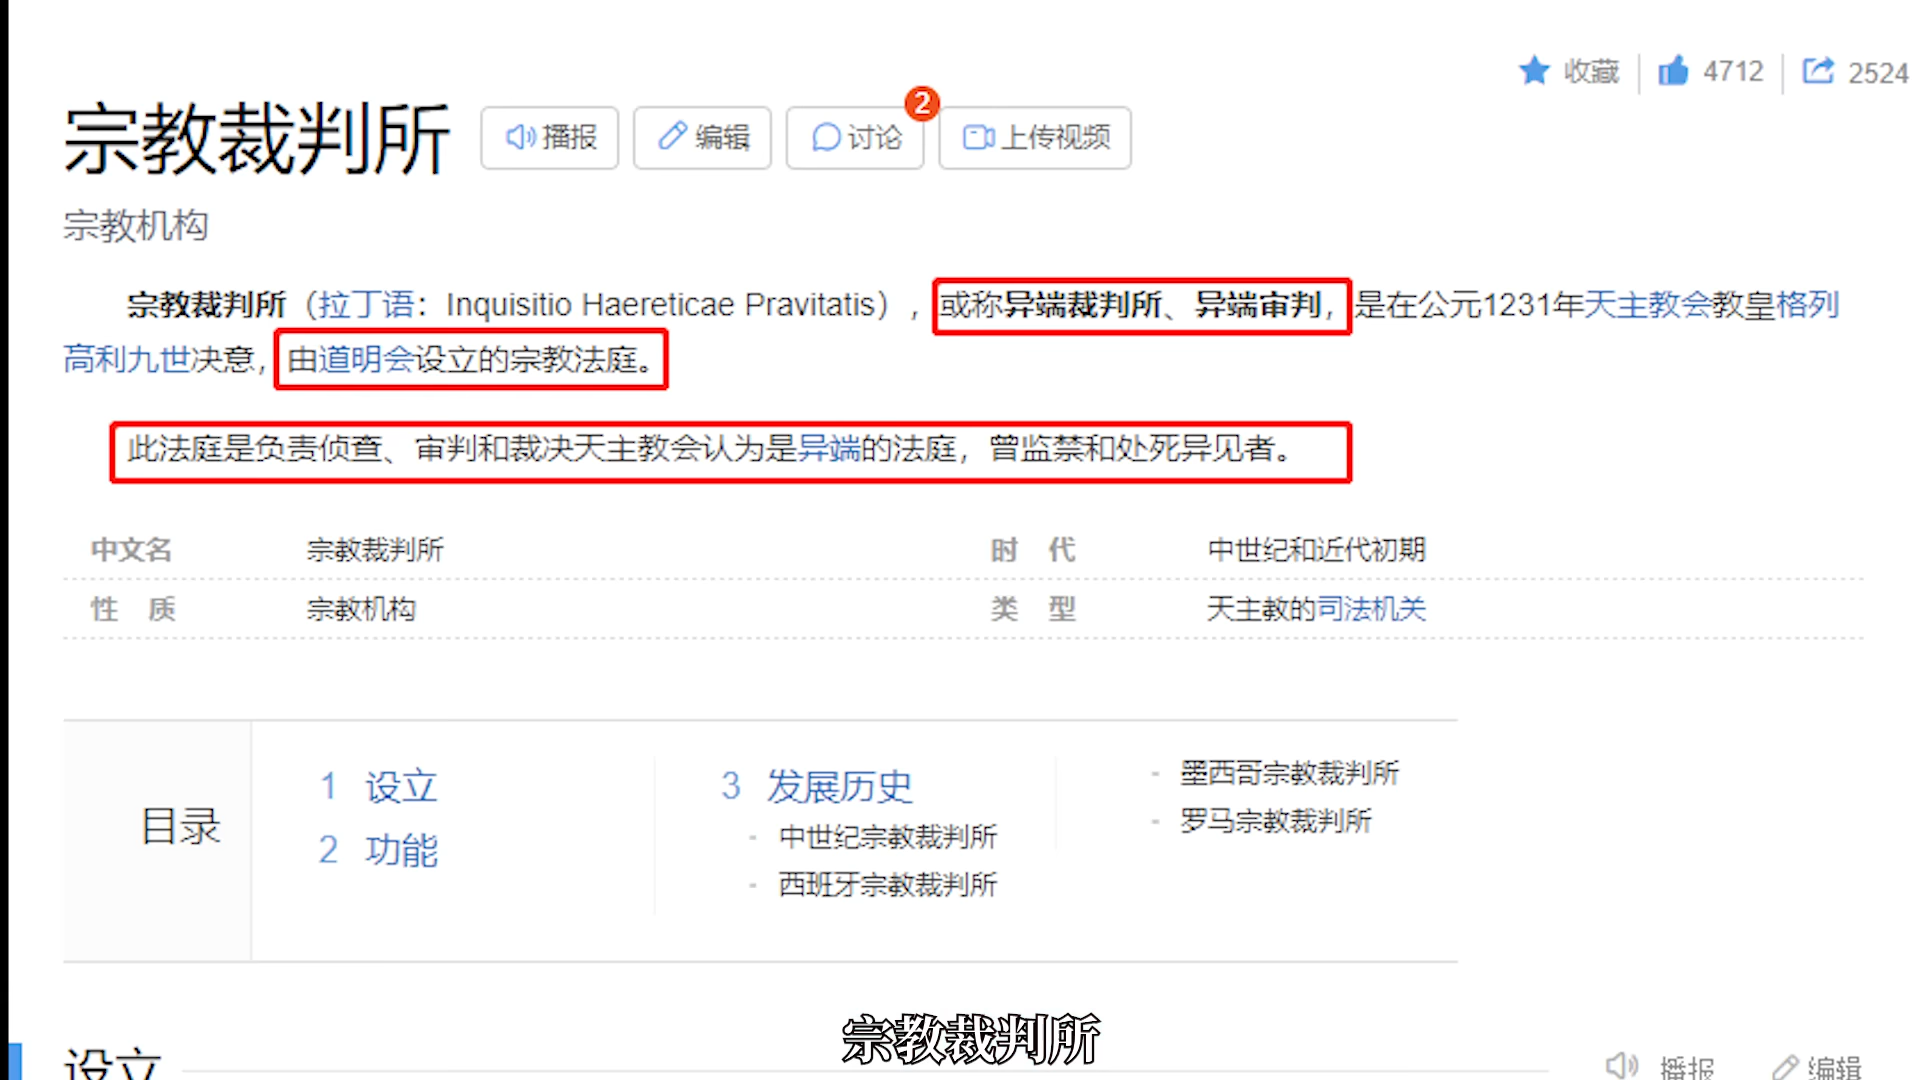 收藏 4712 2524
宗教裁判所 播报 编辑 讨论 2 上传视频
宗教机构
宗教裁判所（拉丁语：Inquisitio Haereticae Pravitatis），或称异端裁判所、异端审判，是在公元1231年天主教会教皇格列
高利九世决意，由道明会设立的宗教法庭。
此法庭是负责侦查、审判和裁决天主教会认为是异端的法庭，曾监禁和处死异见者。
中文名 宗教裁判所 时代 中世纪和近代初期
性质 宗教机构 类型 天主教的司法机关
目录
1 设立
2 功能
3 发展历史
- 中世纪宗教裁判所
- 西班牙宗教裁判所
- 墨西哥宗教裁判所
- 罗马宗教裁判所
设立 播报 编辑
宗教裁判所